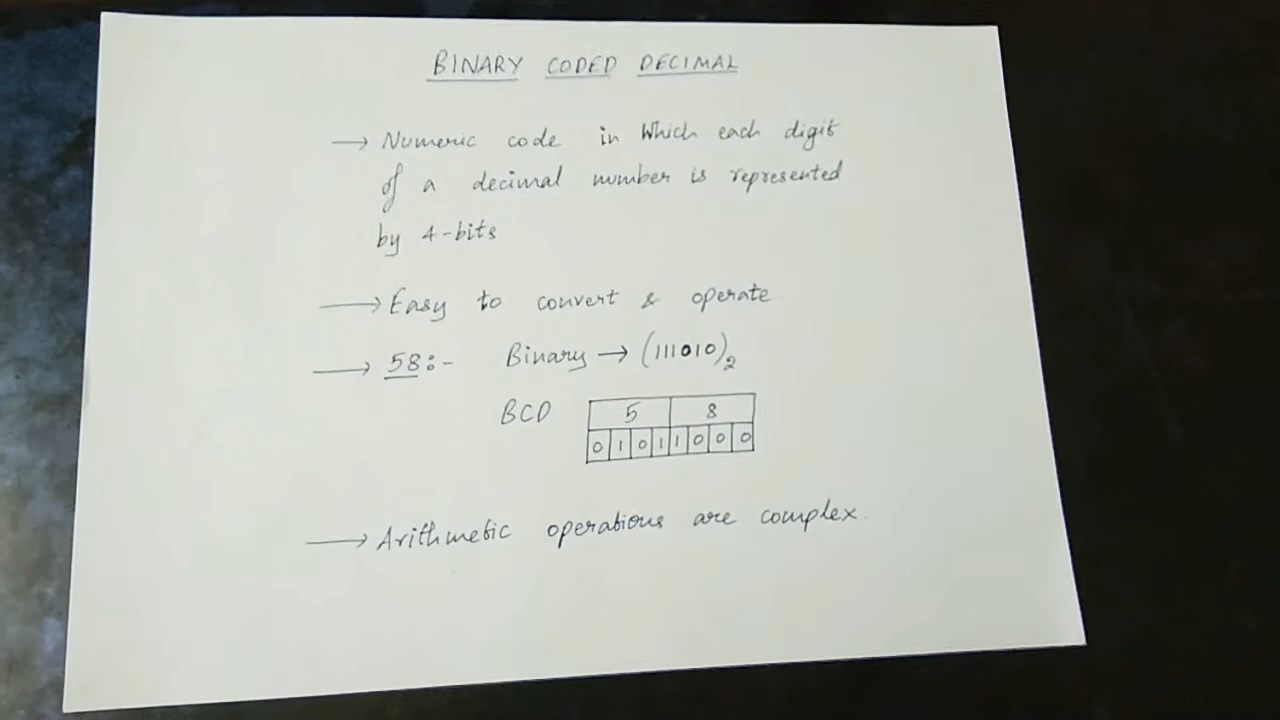 BINARY CODED DECIMAL
→ Numeric code in Which each digit
of a decimal number is represented
by 4-bits
→ Easy to convert & operate
→ 58:- Binary → (111010)₂
BCD 5 8
0 1 0 1 1 0 0 0
→ Arithmetic operations are complex.